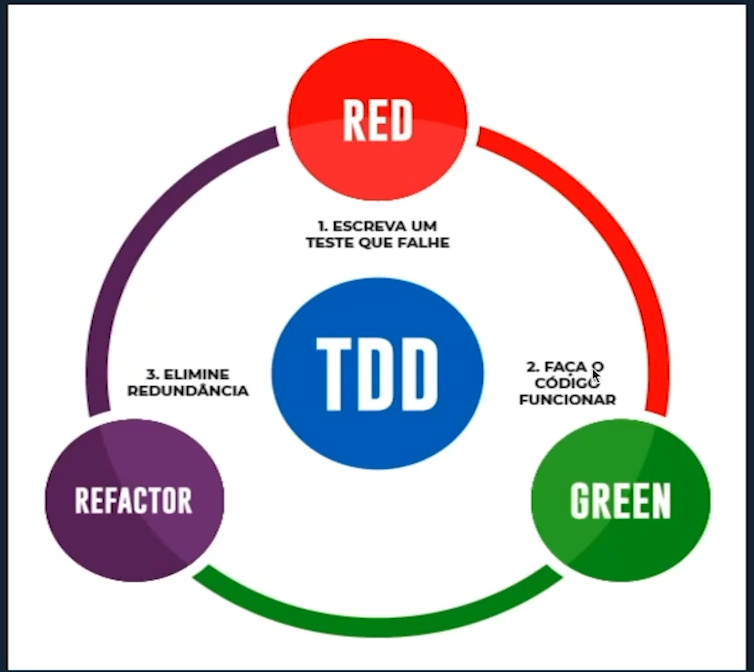 RED
1. ESCREVA UM
TESTE QUE FALHE
TDD
3. ELIMINE
REDUNDÂNCIA
2. FAÇA O
CÓDIGO
FUNCIONAR
REFACTOR
GREEN